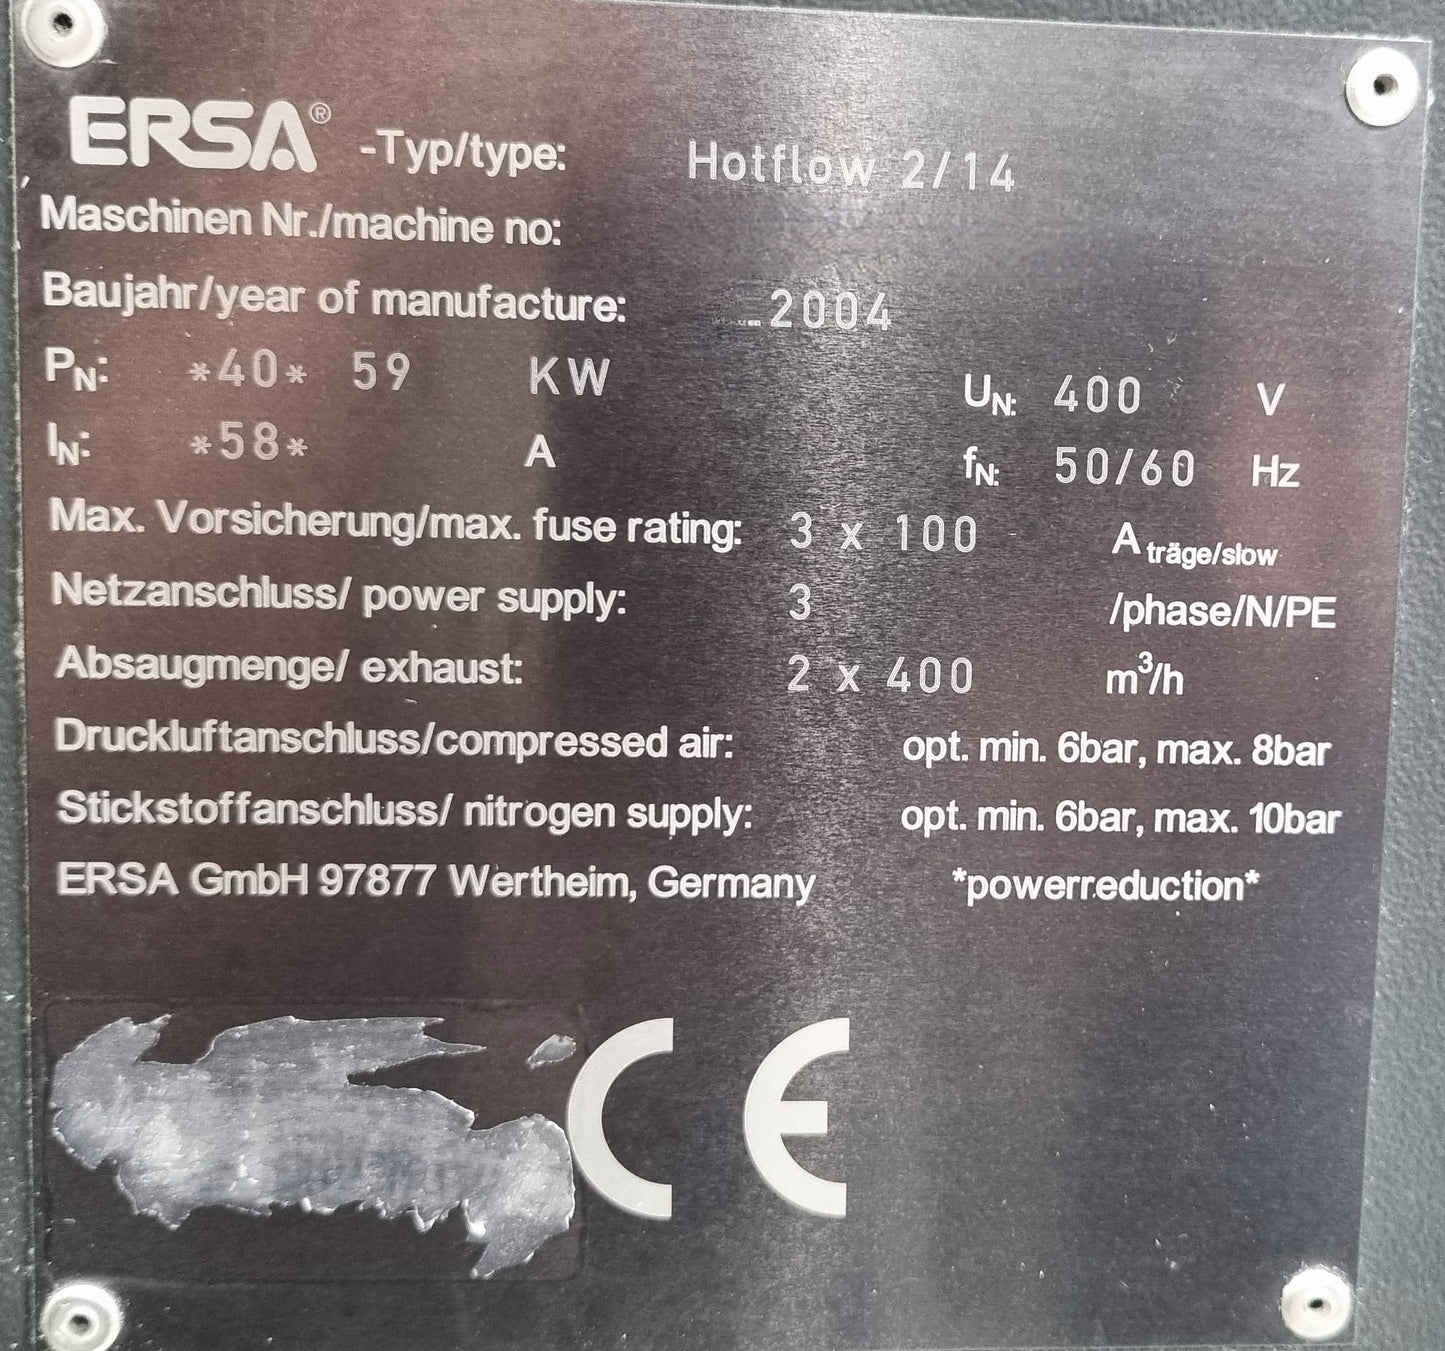 ERSA® -Typ/type: Hotflow 2/14
Maschinen Nr./machine no:
Baujahr/year of manufacture: 2004
PN: *40* 59 KW UN: 400 V
IN: *58* A fN: 50/60 Hz
Max. Vorsicherung/max. fuse rating: 3 x 100 A träge/slow
Netzanschluss/ power supply: 3 /phase/N/PE
Absaugmenge/ exhaust: 2 x 400 m³/h
Druckluftanschluss/compressed air: opt. min. 6bar, max. 8bar
Stickstoffanschluss/ nitrogen supply: opt. min. 6bar, max. 10bar
ERSA GmbH 97877 Wertheim, Germany *powerreduction*
CE